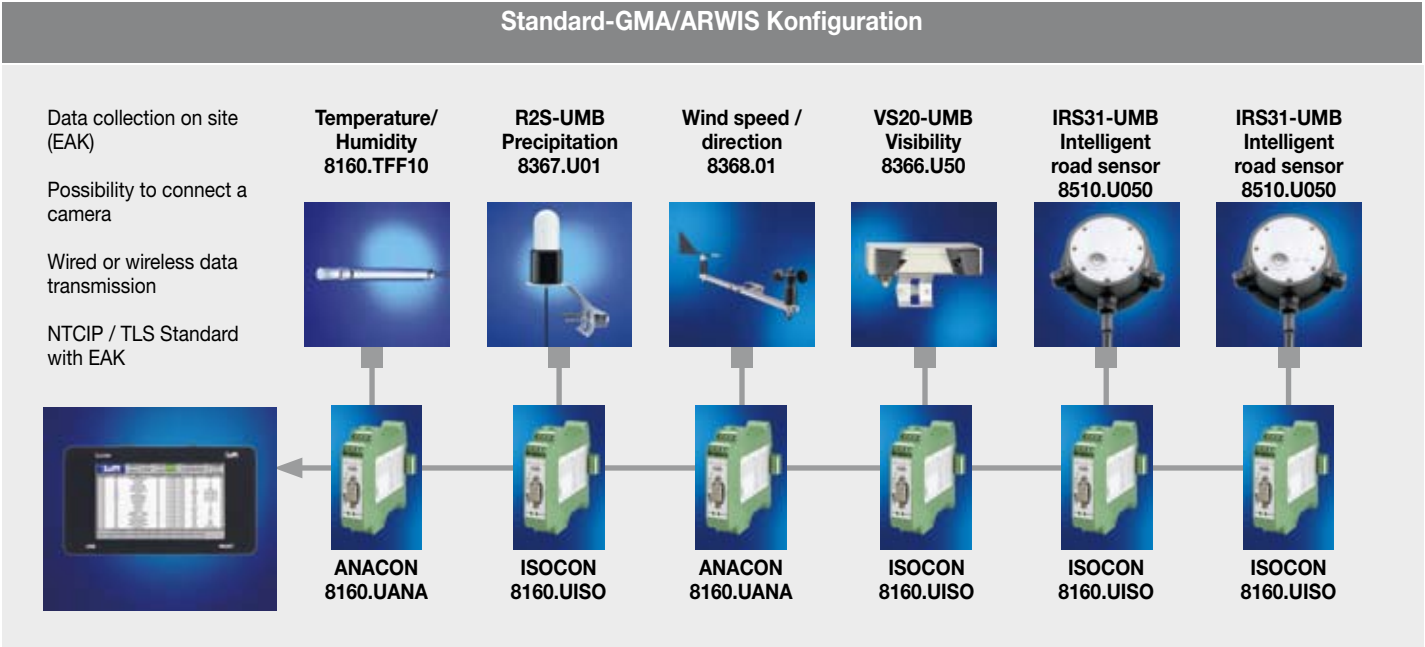 Standard-GMA/ARWIS Konfiguration
Data collection on site
(EAK)
Possibility to connect a
camera
Wired or wireless data
transmission
NTCIP / TLS Standard
with EAK
Temperature/
Humidity
8160.TFF10
R2S-UMB
Precipitation
8367.U01
Wind speed /
direction
8368.01
VS20-UMB
Visibility
8366.U50
IRS31-UMB
Intelligent
road sensor
8510.U050
IRS31-UMB
Intelligent
road sensor
8510.U050
ANACON
8160.UANA
ISOCON
8160.UISO
ANACON
8160.UANA
ISOCON
8160.UISO
ISOCON
8160.UISO
ISOCON
8160.UISO